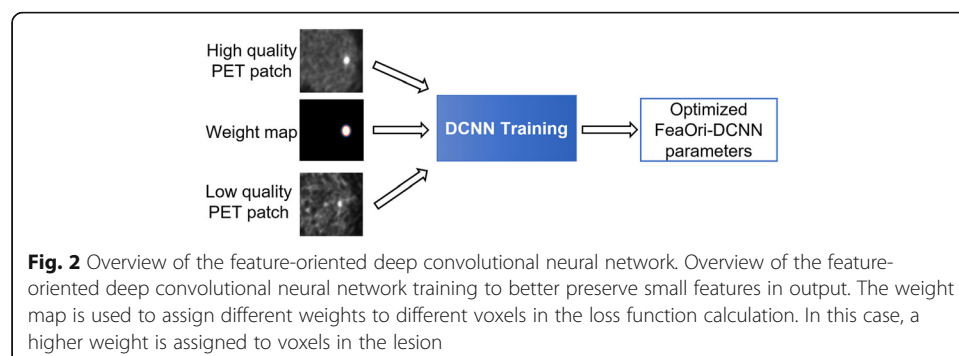 High quality
PET patch
Weight map
Low quality
PET patch
DCNN Training
Optimized
FeaOri-DCNN
parameters
Fig. 2 Overview of the feature-oriented deep convolutional neural network. Overview of the feature-
oriented deep convolutional neural network training to better preserve small features in output. The weight
map is used to assign different weights to different voxels in the loss function calculation. In this case, a
higher weight is assigned to voxels in the lesion